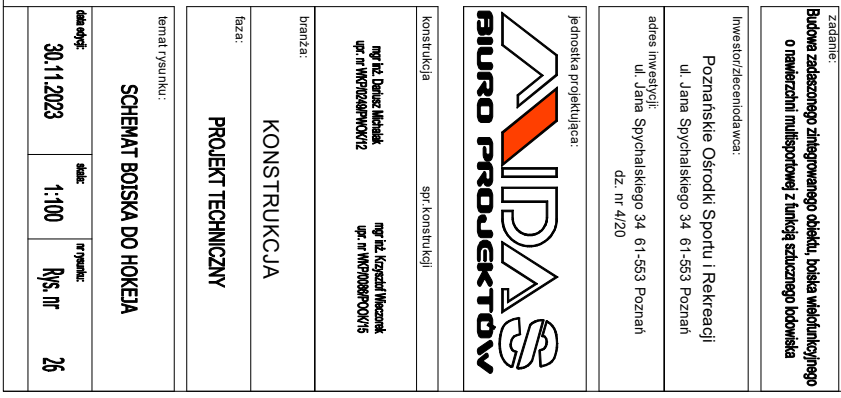 zadanie:
Budowa zadaszonego zintegrowanego obiektu, boiska wielofunkcyjnego
o nawierzchni multisportowej z funkcją sztucznego lodowiska
Inwestor/zleceniodawca:
Poznańskie Ośrodki Sportu i Rekreacji
ul. Jana Spychalskiego 34 61-553 Poznań
adres inwestycji:
ul. Jana Spychalskiego 34 61-553 Poznań
dz. nr 4/20
jednostka projektująca:
AIDAS
BIURO PROJEKTÓW
konstrukcja
spr.konstrukcji
mgr inż. Dariusz Michalak
upr. nr WKP/0249/PWOK/12
mgr inż. Krzysztof Wieczorek
upr. nr WKP/0086/POOK/15
branża:
KONSTRUKCJA
faza:
PROJEKT TECHNICZNY
temat rysunku:
SCHEMAT BOISKA DO HOKEJA
data edycji:
30.11.2023
skala:
1:100
nr rysunku:
Rys. nr 26